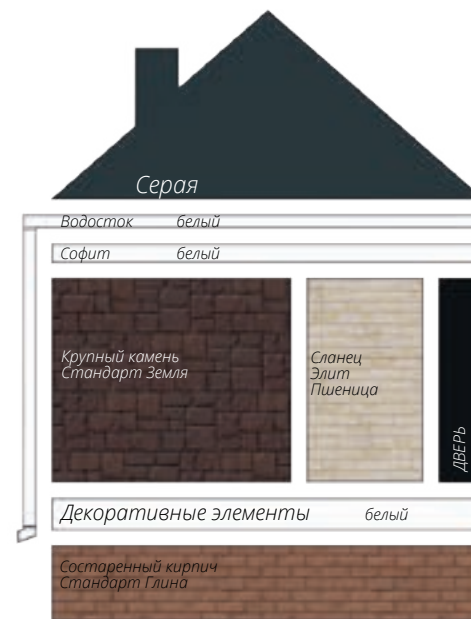 Серая
Водосток белый
Софит белый
Крупный камень
Стандарт Земля
Сланец
Элит
Пшеница
ДВЕРЬ
Декоративные элементы белый
Состаренный кирпич
Стандарт Глина